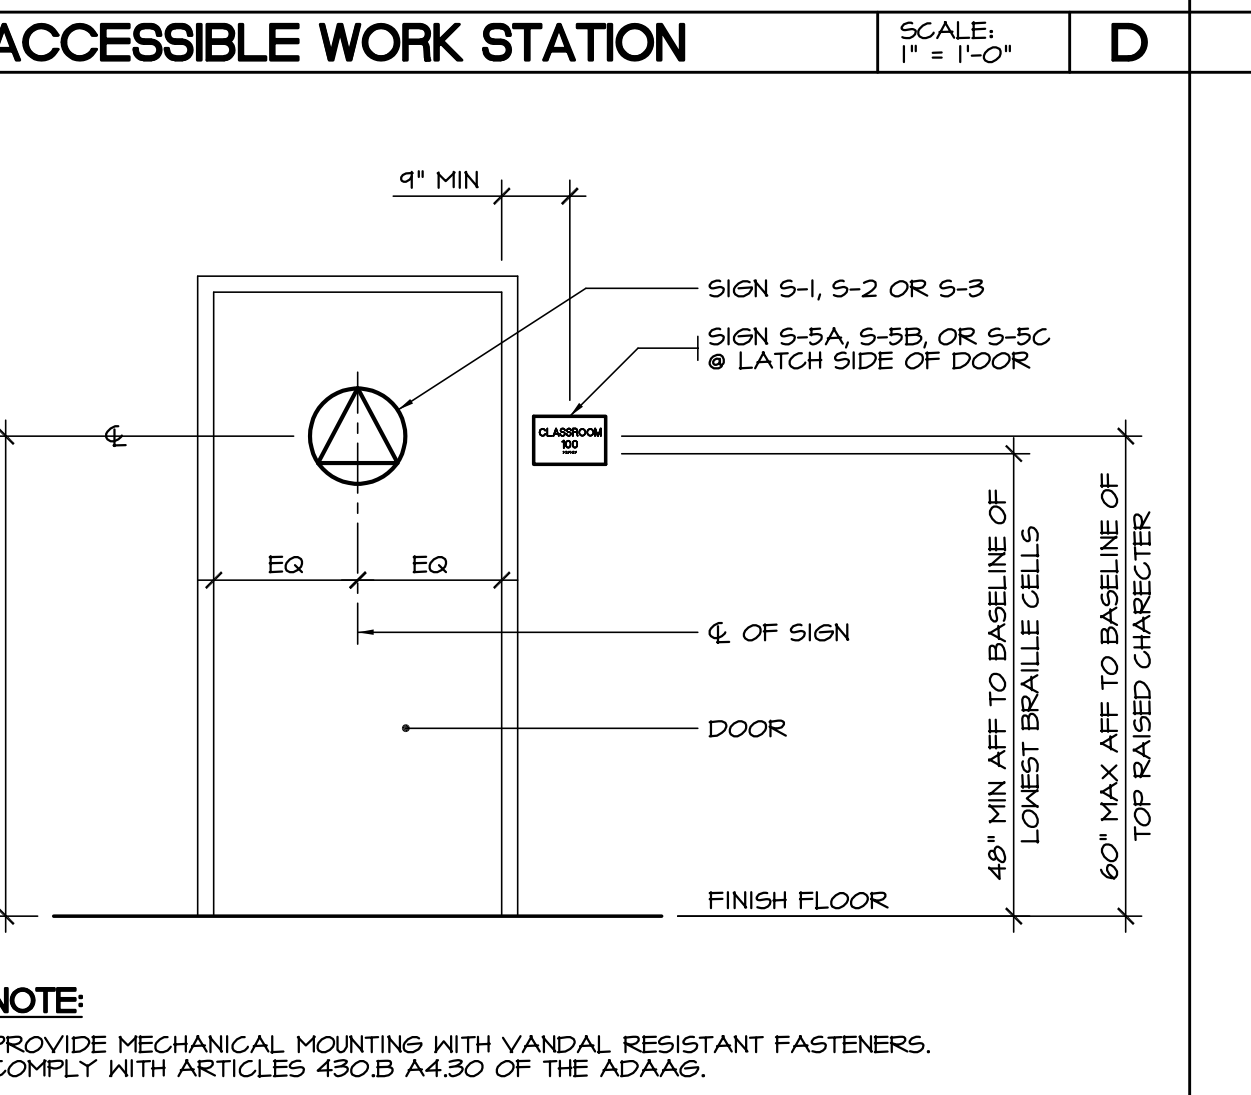 ACCESSIBLE WORK STATION
SCALE:
1" = 1'-0"
D
9" MIN
SIGN S-1, S-2 OR S-3
SIGN S-5A, S-5B, OR S-5C
@ LATCH SIDE OF DOOR
CLASSROOM
100
℄
EQ
EQ
℄ OF SIGN
DOOR
48" MIN AFF TO BASELINE OF
LOWEST BRAILLE CELLS
60" MAX AFF TO BASELINE OF
TOP RAISED CHARECTER
FINISH FLOOR
NOTE:
PROVIDE MECHANICAL MOUNTING WITH VANDAL RESISTANT FASTENERS.
COMPLY WITH ARTICLES 430.B A4.30 OF THE ADAAG.